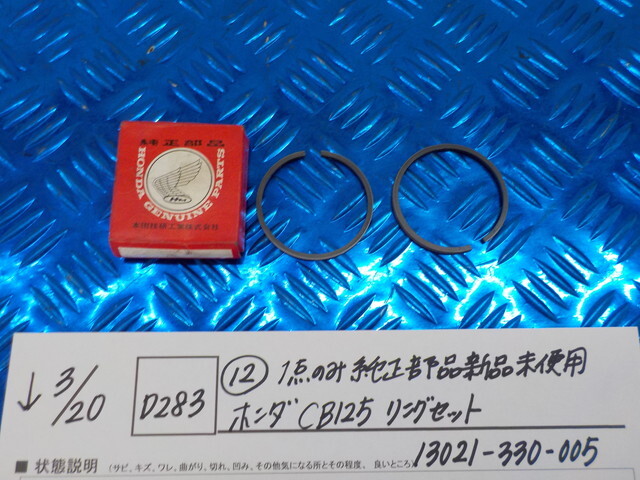 純正部品
HONDA GENUINE PARTS
HM
本田技研工業株式会社
↓ 3/20 D283 ⑫ 1点のみ純正部品新品未使用
ホンダ CB125 リングセット
13021-330-005
■ 状態説明 (サビ、キズ、ワレ、曲がり、切れ、凹み、その他気になる所とその程度。 良いところ)